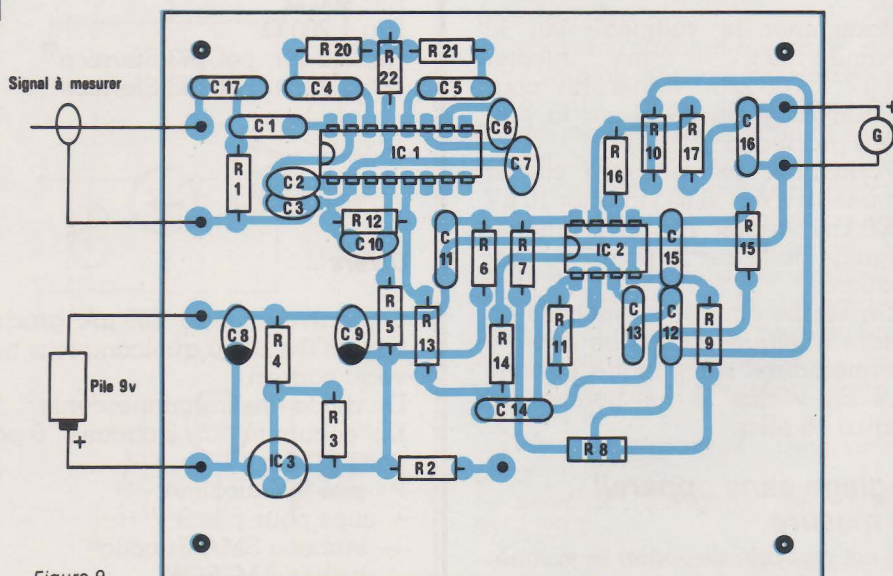 R 20
R 21
R 22
Signal à mesurer
C 17
C 4
C 5
C 1
C 6
IC 1
C 7
R 1
C 2
C 3
R 16
R 10
R 17
C 16
+
G
R 12
C 10
C 11
R 6
R 7
IC 2
C 15
R 15
C 8
R 4
C 9
R 5
R 13
R 14
R 11
C 13
C 12
R 9
Pile 9v
+
R 3
C 14
IC 3
R 2
R 8